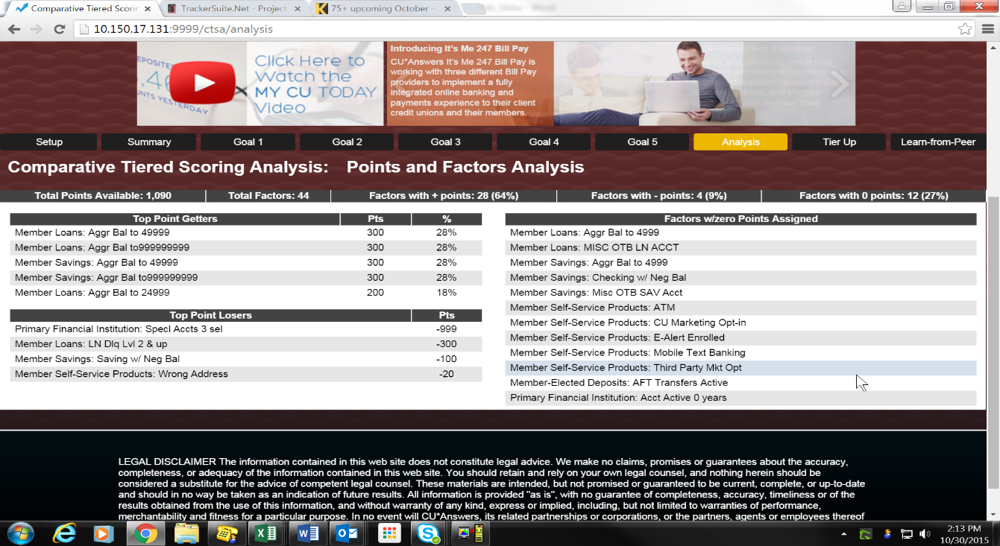 Comparative Tiered Scorin
TrackerSuite.Net - Project
75+ upcoming October -
10.150.17.131:9999/ctsa/analysis
DEPOSITE
UNTS YESTERDAY
Click Here to
Watch the
MY CU TODAY
Video
Introducing It's Me 247 Bill Pay
CU*Answers It's Me 247 Bill Pay is
working with three different Bill Pay
providers to implement a fully
integrated online banking and
payments experience to their client
credit unions and their members.
Setup Summary Goal 1 Goal 2 Goal 3 Goal 4 Goal 5 Analysis Tier Up Learn-from-Peer
Comparative Tiered Scoring Analysis: Points and Factors Analysis
Total Points Available: 1,090 Total Factors: 44 Factors with + points: 28 (64%) Factors with - points: 4 (9%) Factors with 0 points: 12 (27%)
Top Point Getters Pts %
Member Loans: Aggr Bal to 49999 300 28%
Member Loans: Aggr Bal to999999999 300 28%
Member Savings: Aggr Bal to 49999 300 28%
Member Savings: Aggr Bal to999999999 300 28%
Member Loans: Aggr Bal to 24999 200 18%
Top Point Losers Pts
Primary Financial Institution: Specl Accts 3 sel -999
Member Loans: LN Dlq Lvl 2 & up -300
Member Savings: Saving w/ Neg Bal -100
Member Self-Service Products: Wrong Address -20
Factors w/zero Points Assigned
Member Loans: Aggr Bal to 4999
Member Loans: MISC OTB LN ACCT
Member Savings: Aggr Bal to 4999
Member Savings: Checking w/ Neg Bal
Member Savings: Misc OTB SAV Acct
Member Self-Service Products: ATM
Member Self-Service Products: CU Marketing Opt-in
Member Self-Service Products: E-Alert Enrolled
Member Self-Service Products: Mobile Text Banking
Member Self-Service Products: Third Party Mkt Opt
Member-Elected Deposits: AFT Transfers Active
Primary Financial Institution: Acct Active 0 years
LEGAL DISCLAIMER The information contained in this web site does not constitute legal advice. We make no claims, promises or guarantees about the accuracy,
completeness, or adequacy of the information contained in this web site. You should retain and rely on your own legal counsel, and nothing herein should be
considered a substitute for the advice of competent legal counsel. These materials are intended, but not promised or guaranteed to be current, complete, or up-to-date
and should in no way be taken as an indication of future results. All information is provided "as is", with no guarantee of completeness, accuracy, timeliness or of the
results obtained from the use of this information, and without warranty of any kind, express or implied, including, but not limited to warranties of performance,
merchantability and fitness for a particular purpose. In no event will CU*Answers, its related partnerships or corporations, or the partners, agents or employees thereof
2:13 PM
10/30/2015